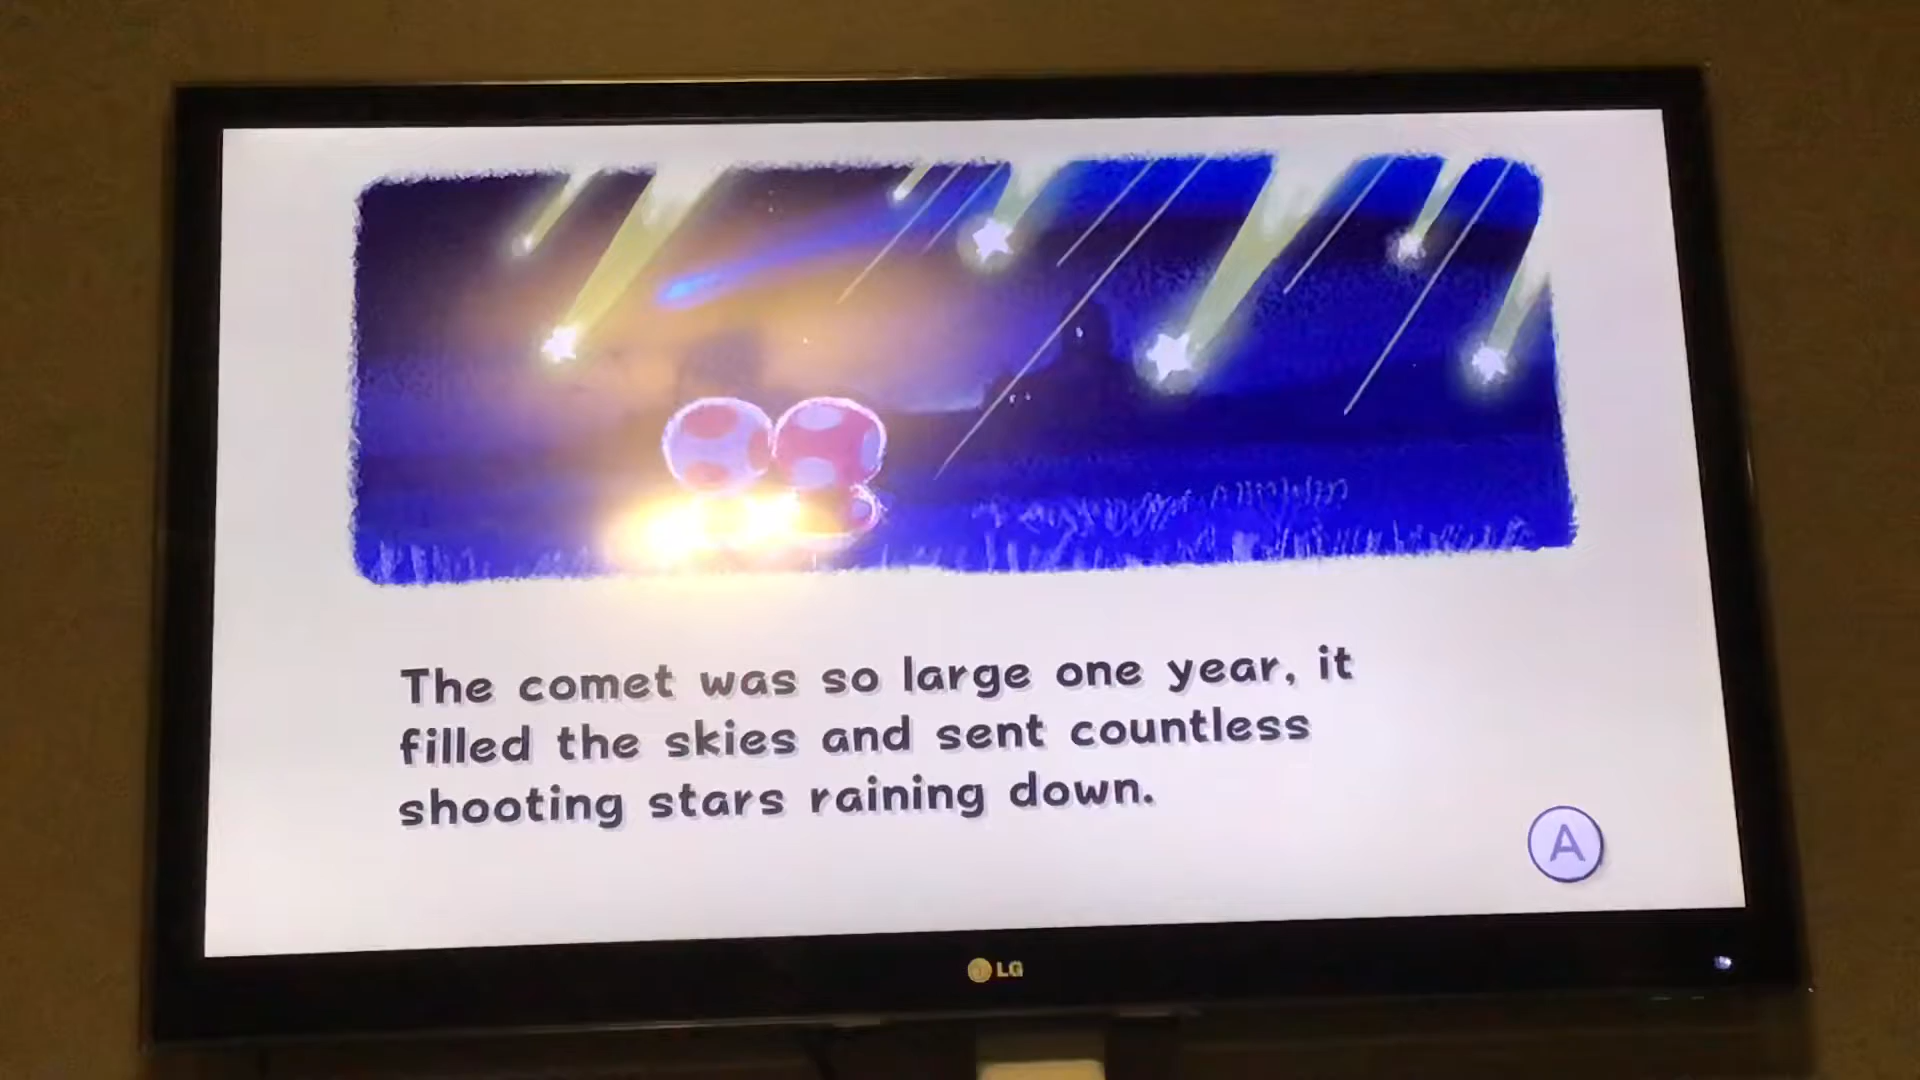 The comet was so large one year, it
filled the skies and sent countless
shooting stars raining down.
A
LG